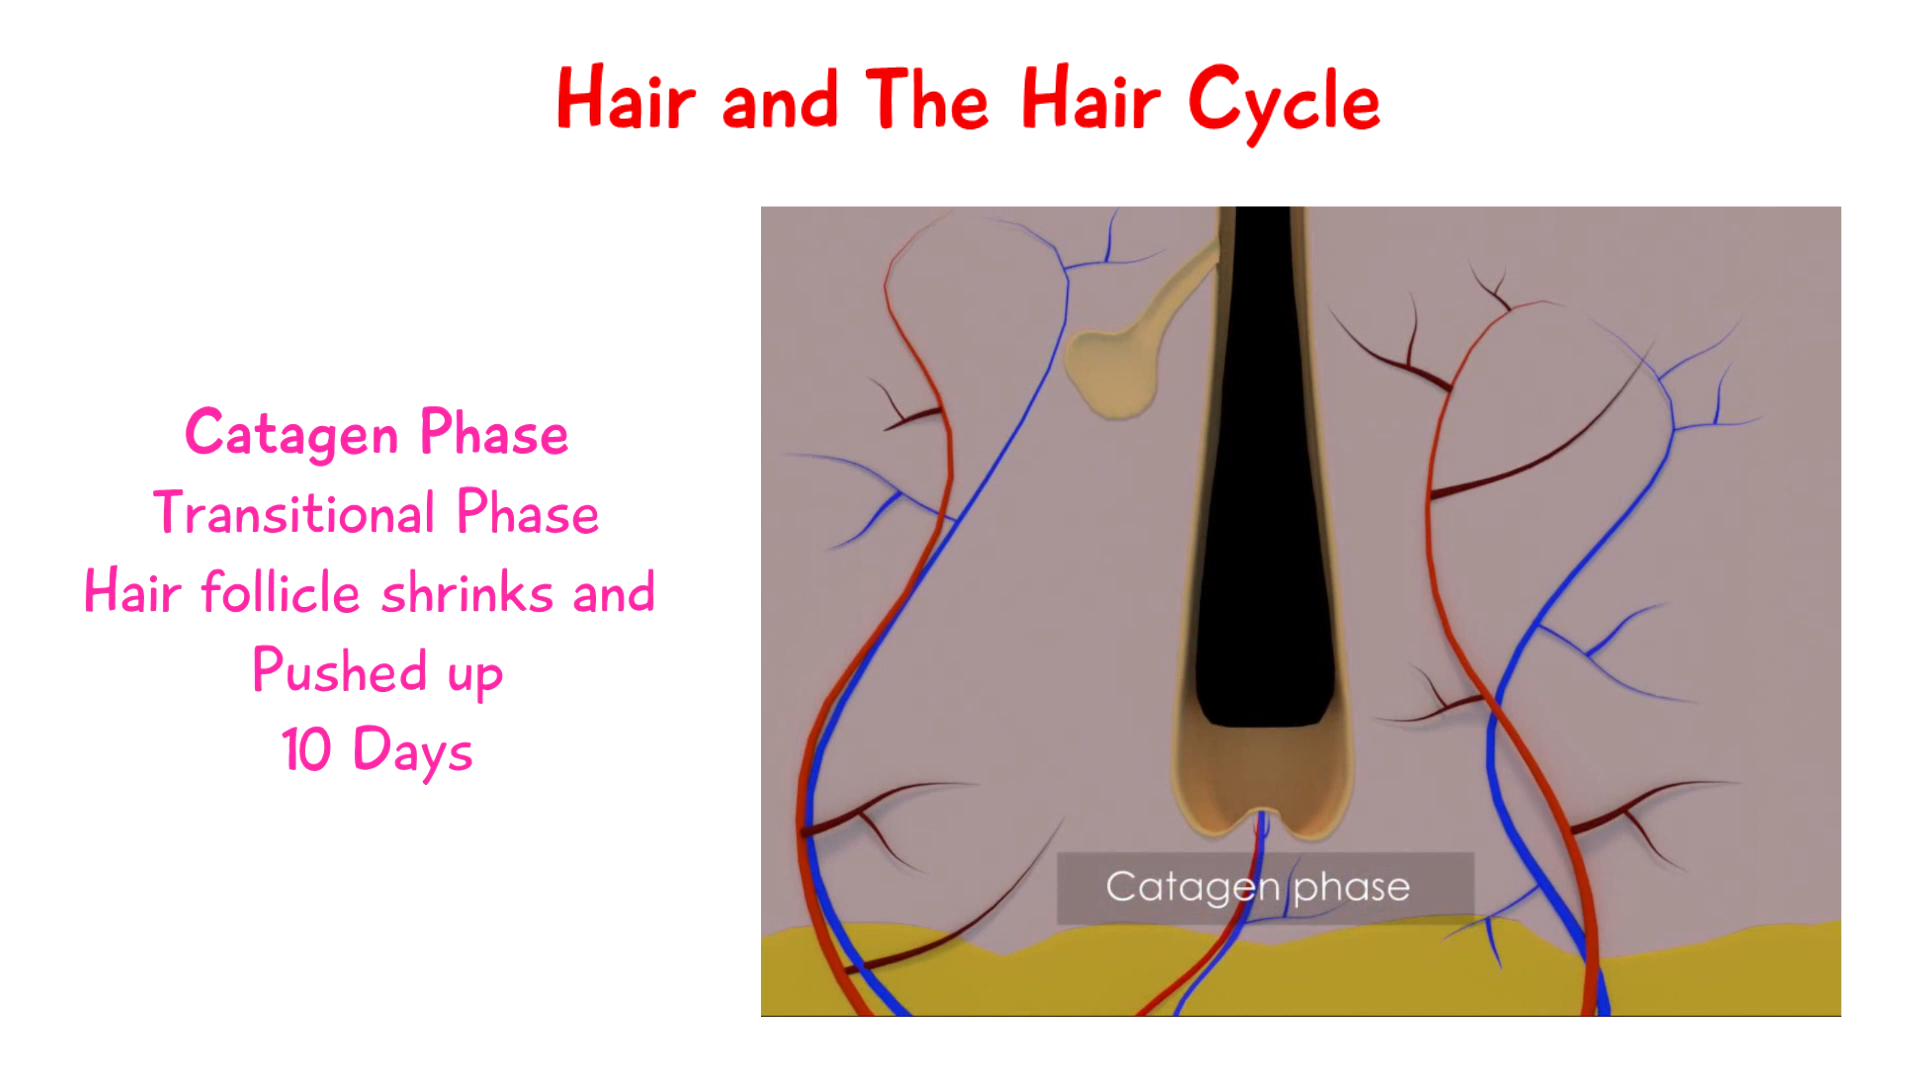 Hair and The Hair Cycle
Catagen Phase
Transitional Phase
Hair follicle shrinks and
Pushed up
10 Days
Catagen phase